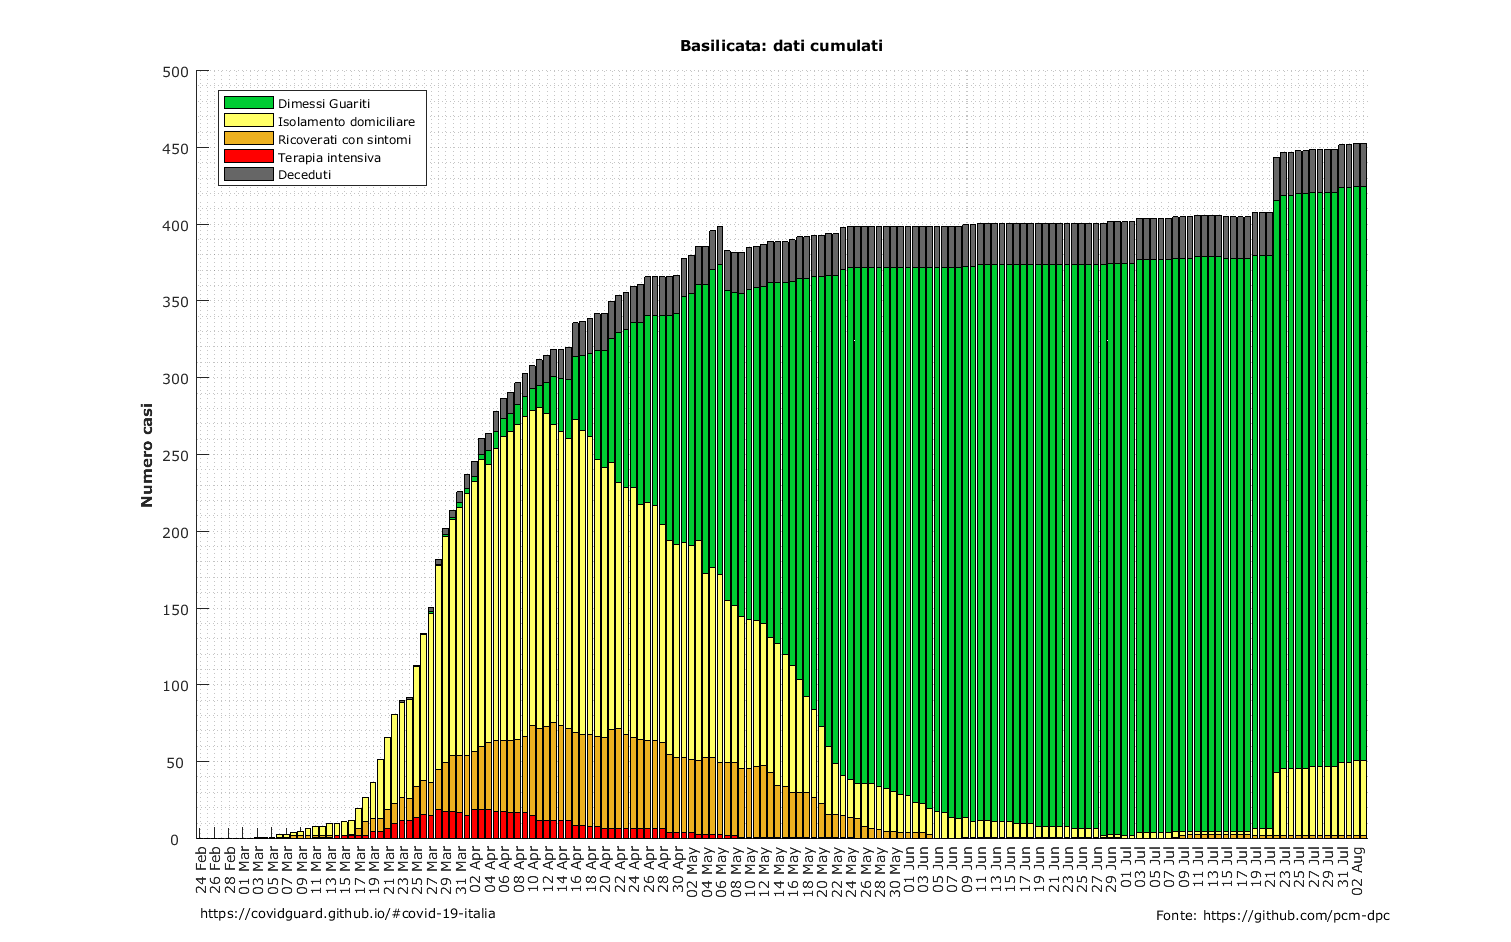 Basilicata: dati cumulati
500
450
400
350
300
250
200
150
100
50
0
Numero casi
Dimessi Guariti
Isolamento domiciliare
Ricoverati con sintomi
Terapia intensiva
Deceduti
24 Feb
26 Feb
28 Feb
01 Mar
03 Mar
05 Mar
07 Mar
09 Mar
11 Mar
13 Mar
15 Mar
17 Mar
19 Mar
21 Mar
23 Mar
25 Mar
27 Mar
29 Mar
31 Mar
02 Apr
04 Apr
06 Apr
08 Apr
10 Apr
12 Apr
14 Apr
16 Apr
18 Apr
20 Apr
22 Apr
24 Apr
26 Apr
28 Apr
30 Apr
02 May
04 May
06 May
08 May
10 May
12 May
14 May
16 May
18 May
20 May
22 May
24 May
26 May
28 May
30 May
01 Jun
03 Jun
05 Jun
07 Jun
09 Jun
11 Jun
13 Jun
15 Jun
17 Jun
19 Jun
21 Jun
23 Jun
25 Jun
27 Jun
29 Jun
01 Jul
03 Jul
05 Jul
07 Jul
09 Jul
11 Jul
13 Jul
15 Jul
17 Jul
19 Jul
21 Jul
23 Jul
25 Jul
27 Jul
29 Jul
31 Jul
02 Aug
https://covidguard.github.io/#covid-19-italia
Fonte: https://github.com/pcm-dpc